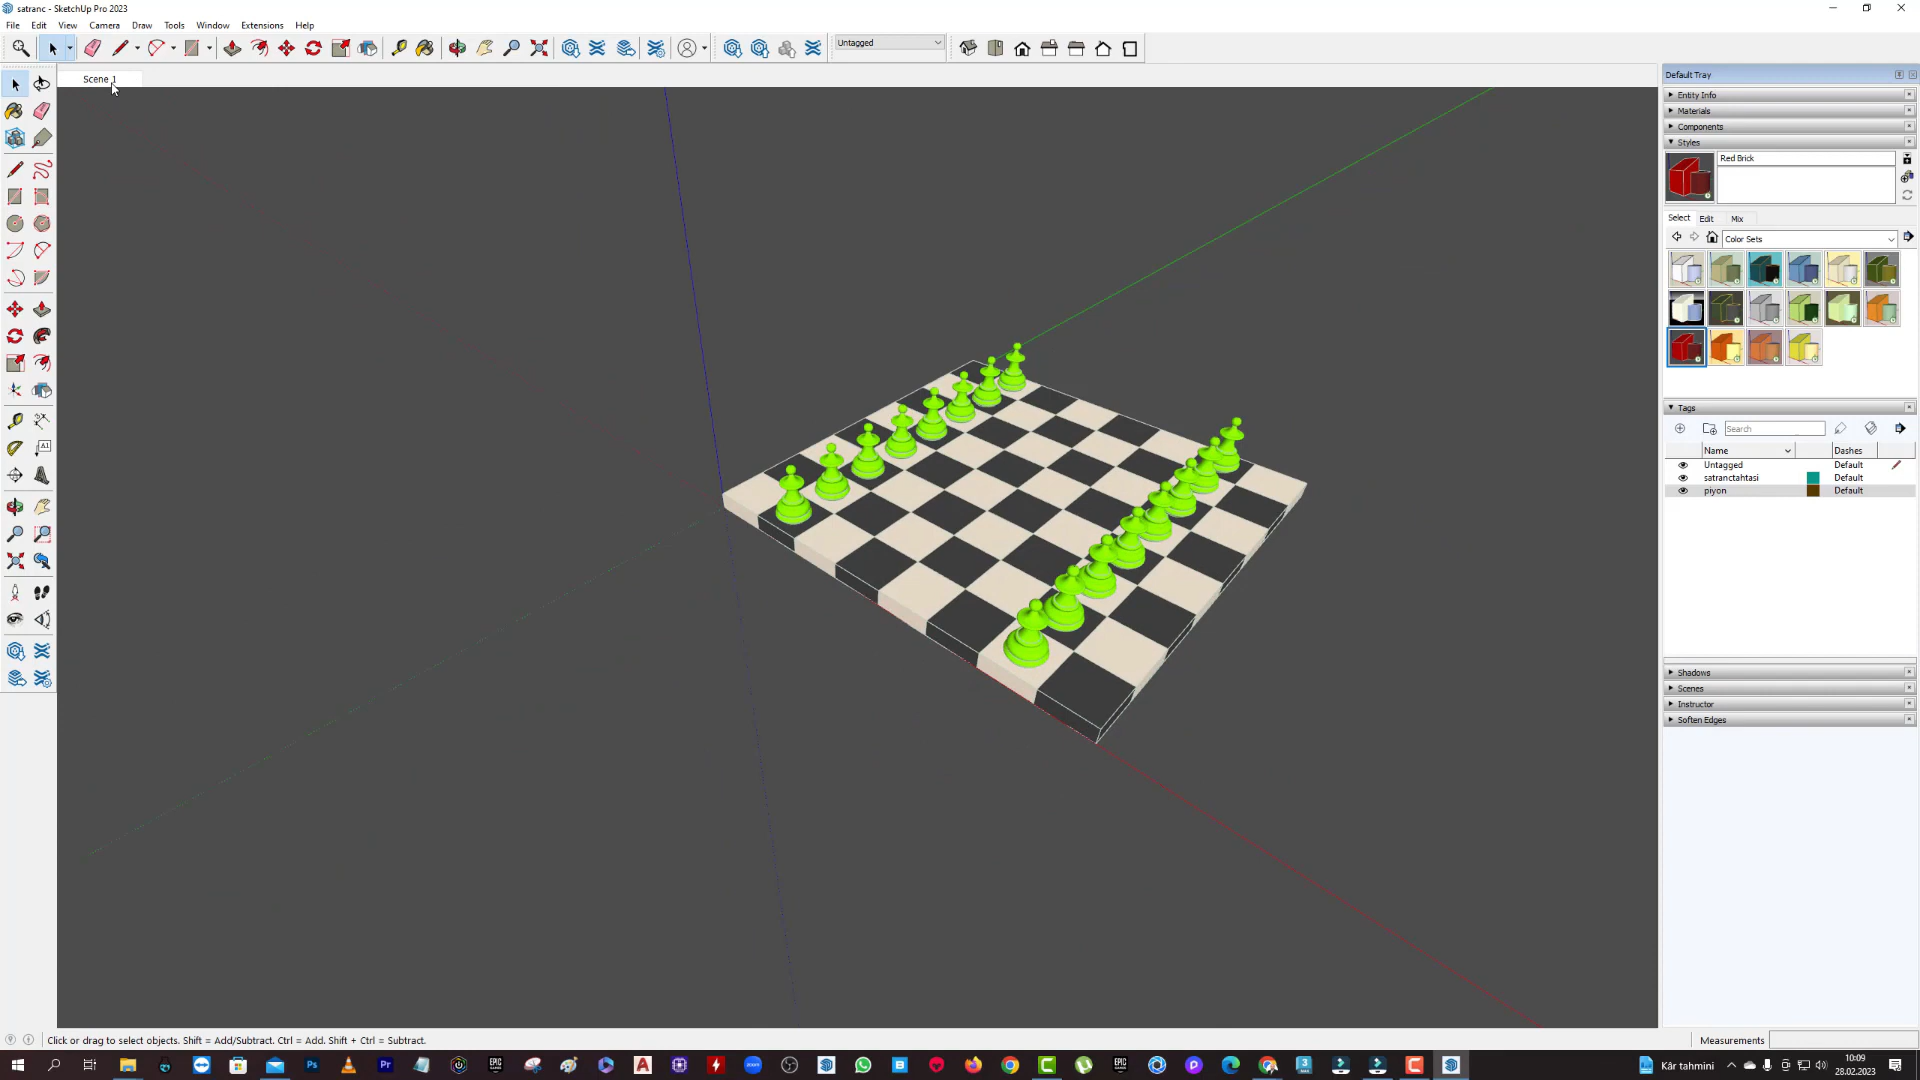 satranc - SketchUp Pro 2023
File Edit View Camera Draw Tools Window Extensions Help
Untagged
Scene 1
Default Tray
Entity Info
Materials
Components
Styles
Red Brick
Select Edit Mix
Color Sets
Tags
Search
Name Dashes
Untagged Default
satranctahtasi Default
piyon Default
Shadows
Scenes
Instructor
Soften Edges
Click or drag to select objects. Shift = Add/Subtract. Ctrl = Add. Shift + Ctrl = Subtract.
Measurements
Kâr tahmini
10:09
28.02.2023